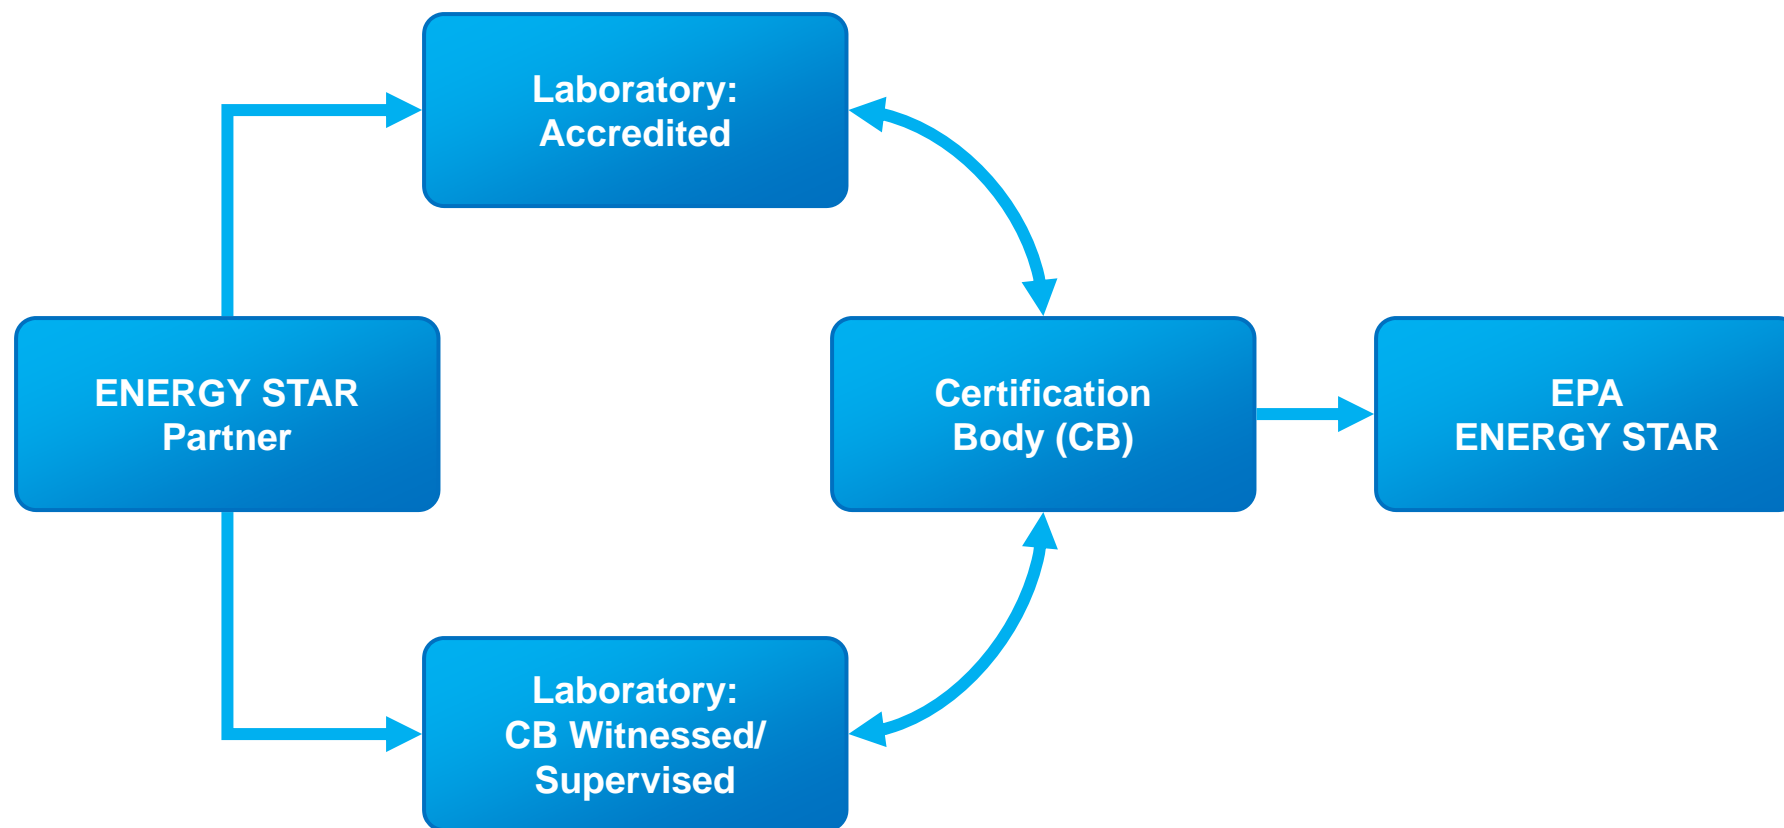 Laboratory:
Accredited
ENERGY STAR
Partner
Certification
Body (CB)
EPA
ENERGY STAR
Laboratory:
CB Witnessed/
Supervised